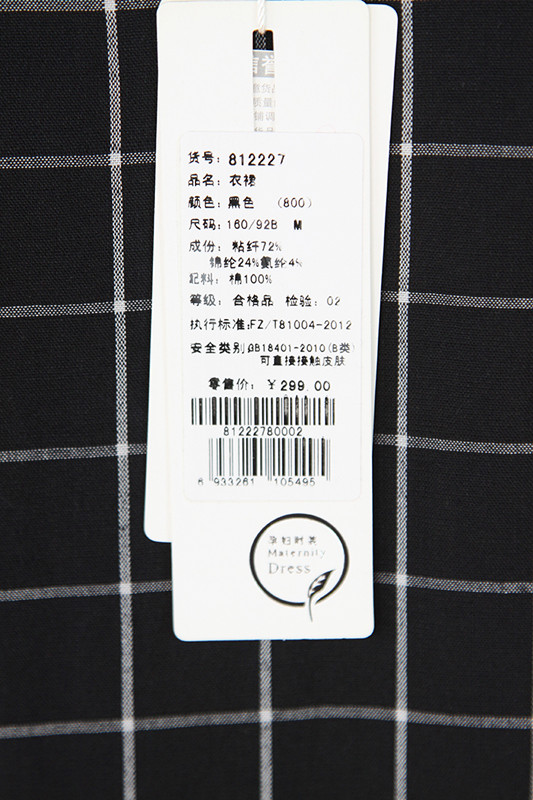 信誉
货号: 812227
品名: 衣裙
颜色: 黑色 (800)
尺码: 160/92B M
成份: 粘纤72%
锦纶24%氨纶4%
配料: 棉100%
等级: 合格品 检验: 02
执行标准:FZ/T81004-2012
安全类别:GB18401-2010(B类)
可直接接触皮肤
零售价: ￥299.00
81222780002
6 933261 105495
孕妇时装
Maternity
Dress